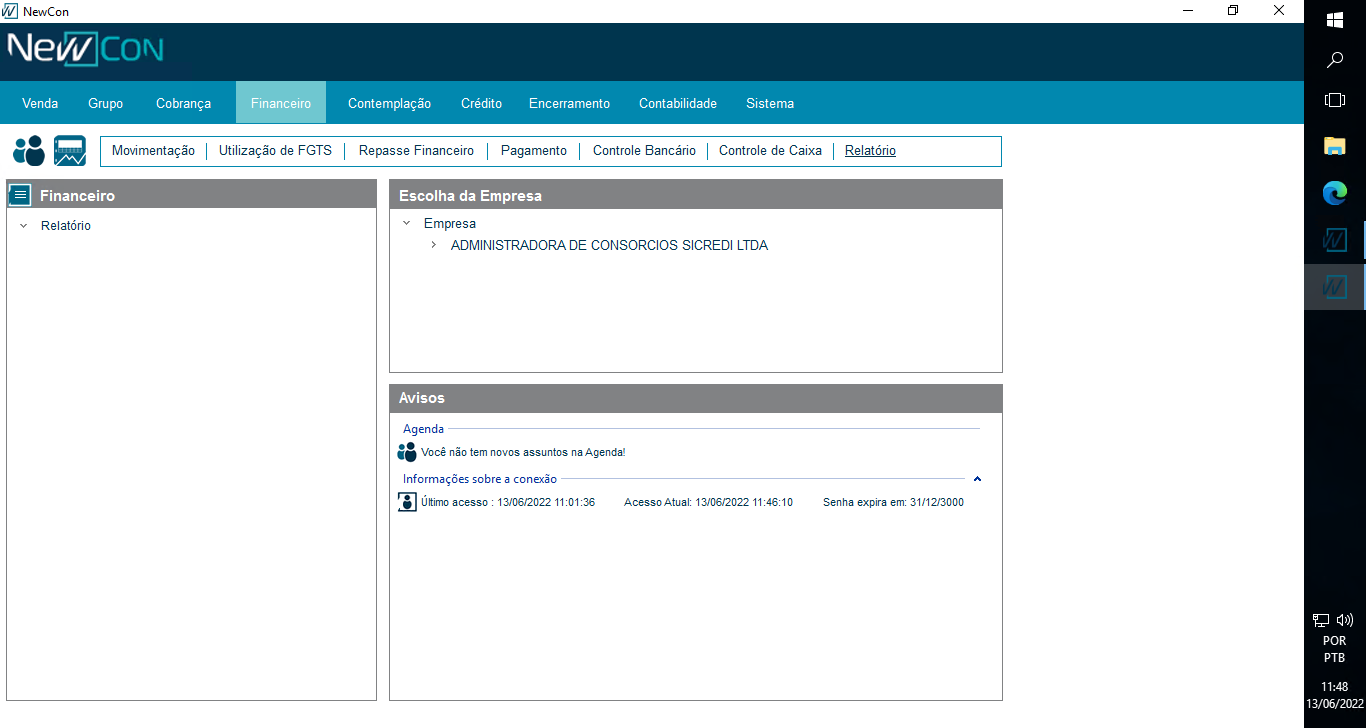 NewCon
NewCon
Venda Grupo Cobrança Financeiro Contemplação Crédito Encerramento Contabilidade Sistema
Movimentação Utilização de FGTS Repasse Financeiro Pagamento Controle Bancário Controle de Caixa Relatório
Financeiro
Relatório
Escolha da Empresa
Empresa
ADMINISTRADORA DE CONSORCIOS SICREDI LTDA
Avisos
Agenda
Você não tem novos assuntos na Agenda!
Informações sobre a conexão
Último acesso : 13/06/2022 11:01:36 Acesso Atual: 13/06/2022 11:46:10 Senha expira em: 31/12/3000
POR
PTB
11:48
13/06/2022